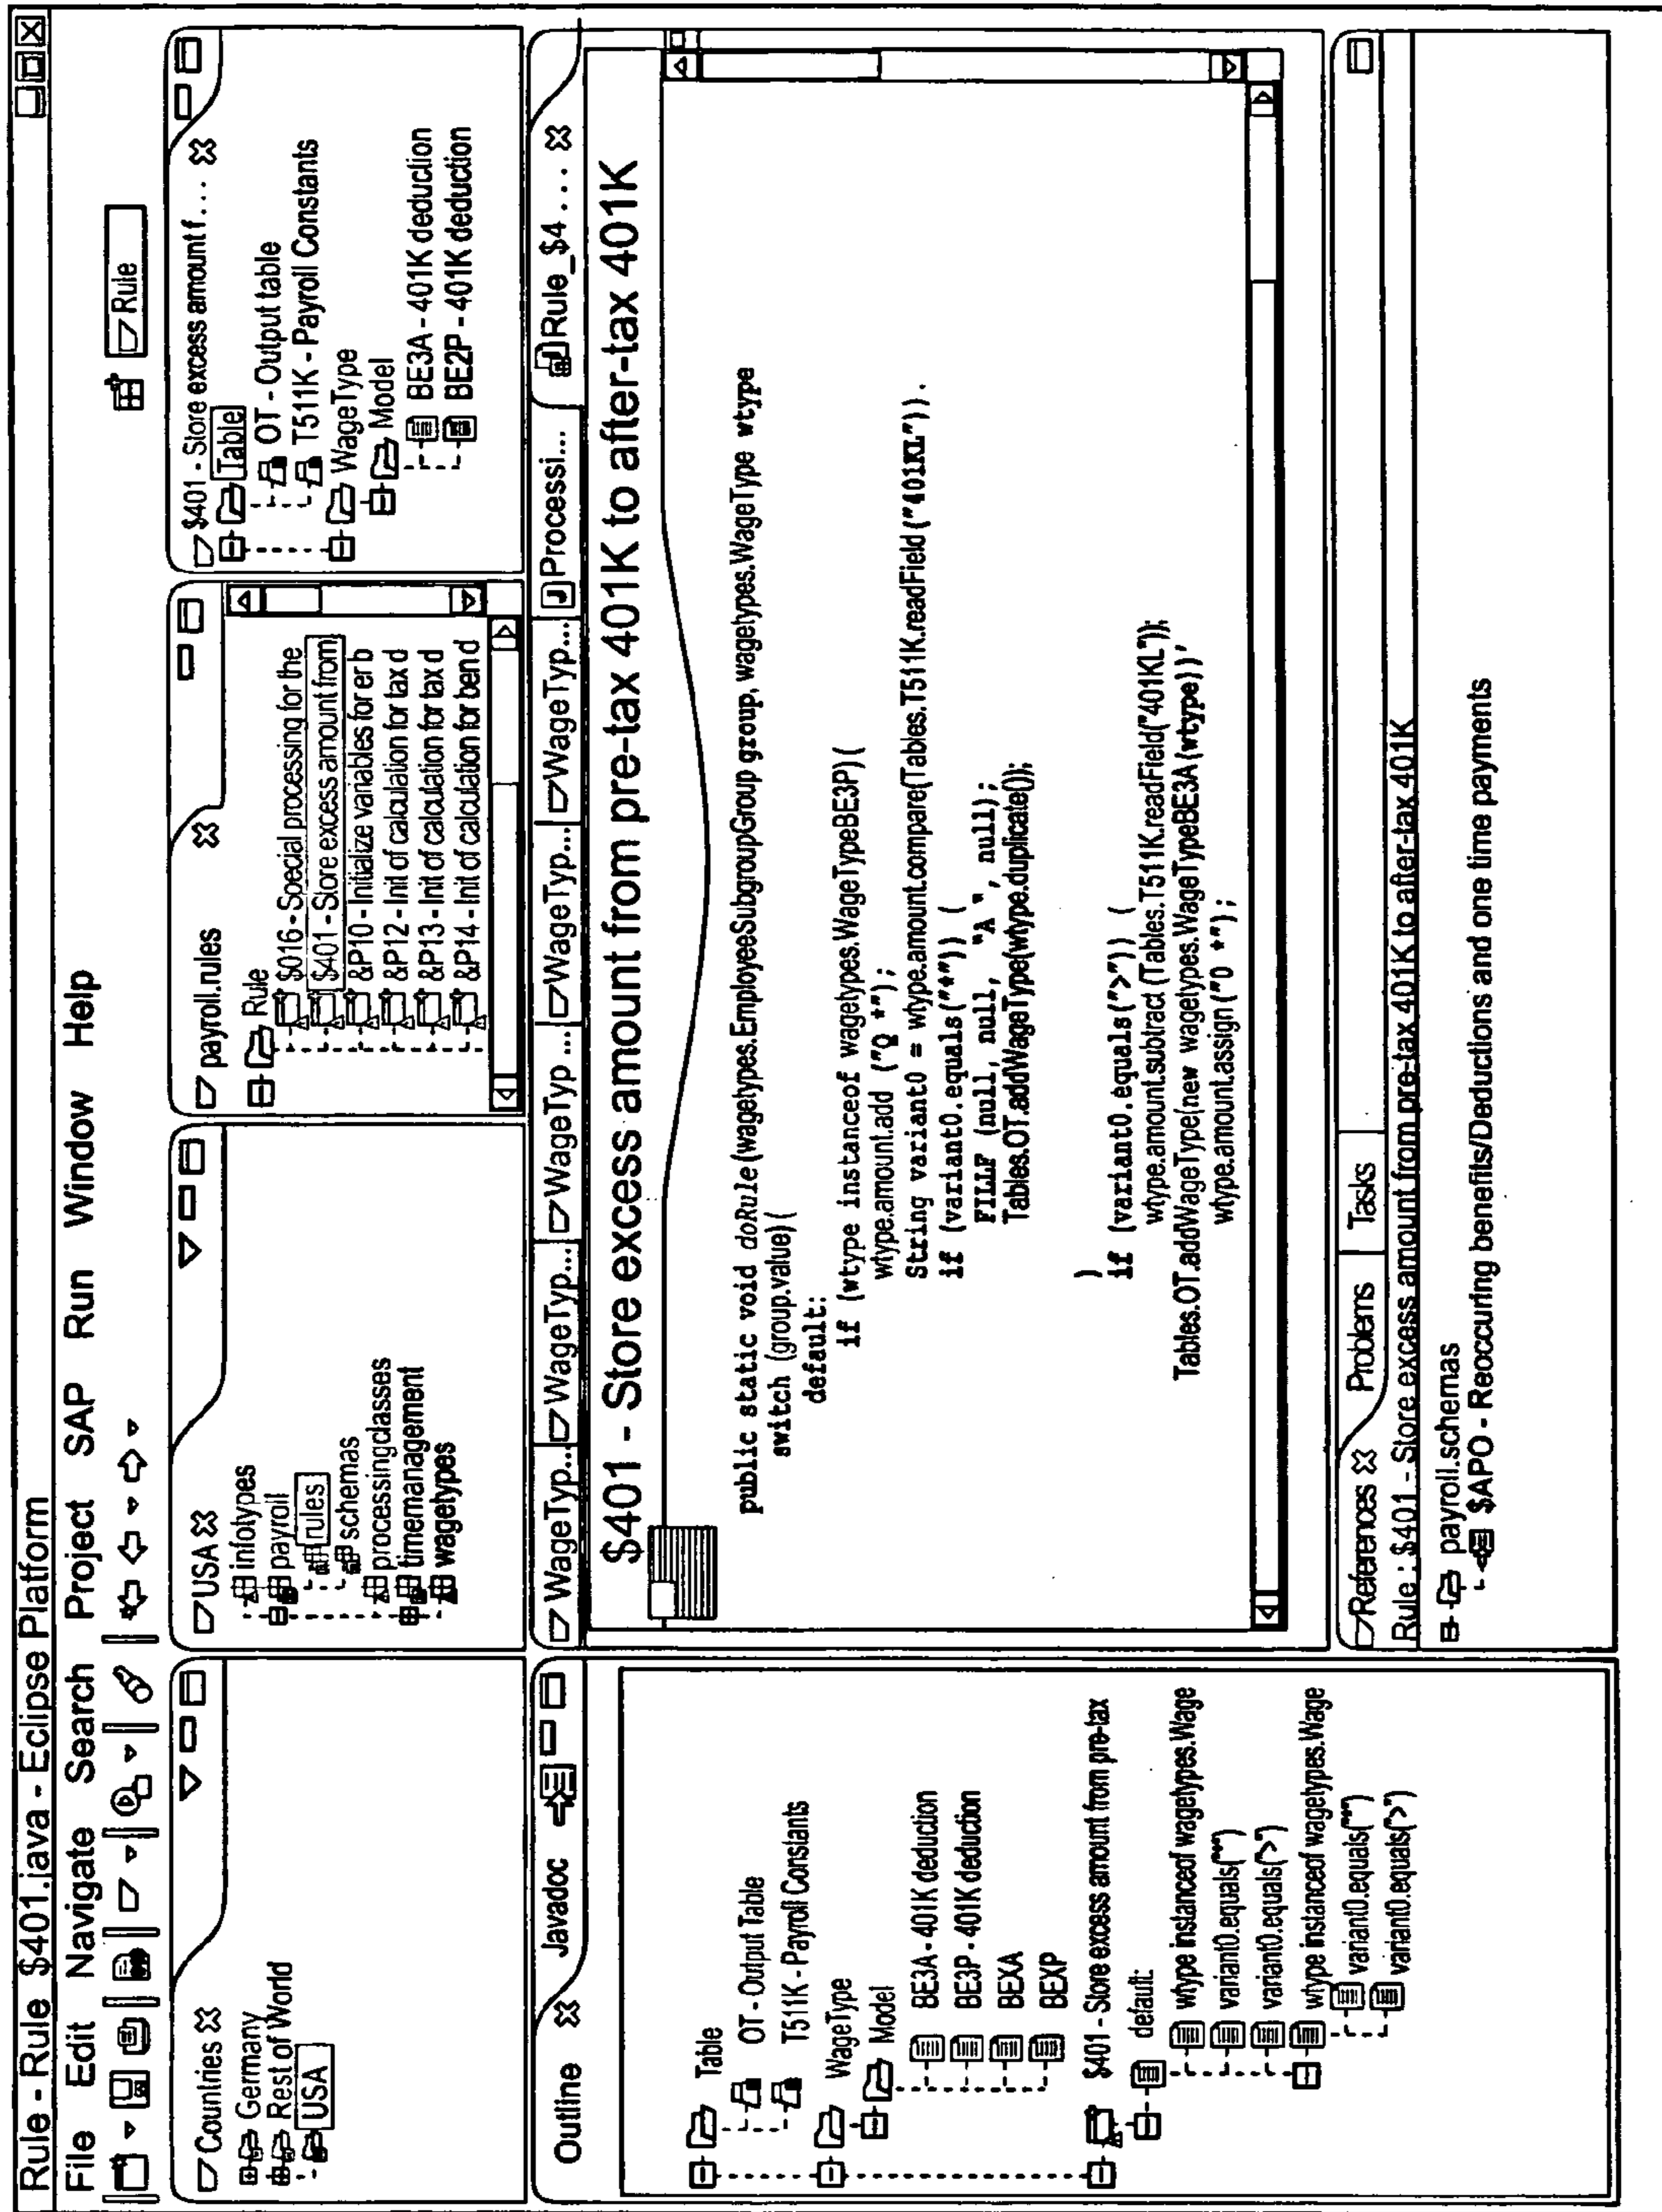 Rule - Rule $401.java - Eclipse Platform
File Edit Navigate Search Project SAP Run Window Help
Rule
Countries
Germany
Rest of World
USA
USA
infotypes
payroll
rules
schemas
processingclasses
timemanagement
wagetypes
payroll.rules
Rule
$016 - Special processing for the
$401 - Store excess amount from
&P10 - Initialize variables for er b
&P12 - Init of calculation for tax d
&P13 - Init of calculation for tax d
&P14 - Init of calculation for ben d
$401 - Store excess amount f...
Table
OT - Output table
T511K - Payroll Constants
WageType
Model
BE3A - 401K deduction
BE2P - 401K deduction
Outline Javadoc
Table
OT - Output Table
T511K - Payroll Constants
WageType
Model
BE3A - 401K deduction
BE3P - 401K deduction
BEXA
BEXP
$401 - Store excess amount from pre-tax
default:
wtype instanceof wagetypes.Wage
variant0.equals("*")
variant0.equals(">")
wtype instanceof wagetypes.Wage
variant0.equals("*")
variant0.equals(">")
WageTyp... WageTyp... WageTyp ... WageTyp... WageTyp... Processi... Rule_$4...
$401 - Store excess amount from pre-tax 401K to after-tax 401K
public static void doRule(wagetypes.EmployeeSubgroupGroup group, wagetypes.WageType wtype
switch (group.value)(
default:
if (wtype instanceof wagetypes.WageTypeBE3P)(
wtype.amount.add ("Q *");
String variant0 = wtype.amount.compare(Tables.T511K.readField("401KL")).
if (variant0.equals("*")) (
FILLF (null, null, "A ", null);
Tables.OT.addWageType(wtype.duplicate());
)
if (variant0.equals(">")) (
wtype.amount.subtract (Tables.T511K.readField("401KL"));
Tables.OT.addWageType(new wagetypes.WageTypeBE3A(wtype))'
wtype.amount.assign ("0 *");
References Problems Tasks
Rule : $401 - Store excess amount from pre-tax 401K to after-tax 401K
payroll.schemas
$APO - Reoccuring benefits/Deductions and one time payments